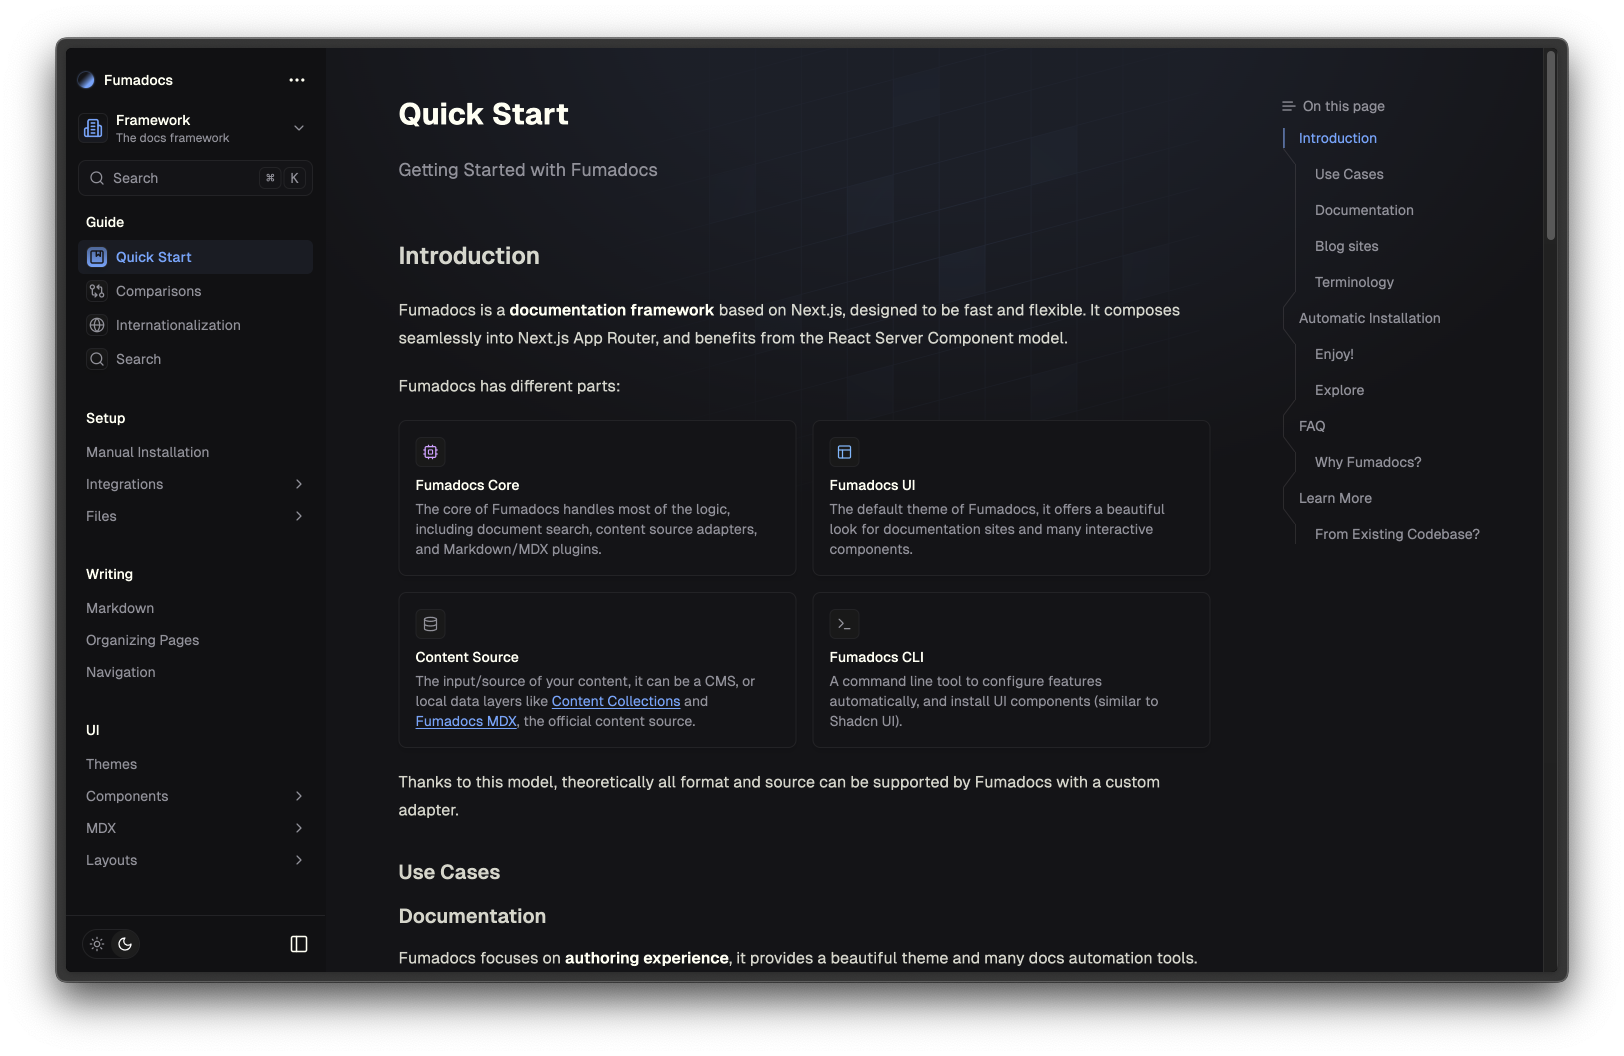 Fumadocs
Framework
The docs framework
Search
⌘ K
Guide
Quick Start
Comparisons
Internationalization
Search
Setup
Manual Installation
Integrations
Files
Writing
Markdown
Organizing Pages
Navigation
UI
Themes
Components
MDX
Layouts
Quick Start
Getting Started with Fumadocs
Introduction
Fumadocs is a documentation framework based on Next.js, designed to be fast and flexible. It composes
seamlessly into Next.js App Router, and benefits from the React Server Component model.
Fumadocs has different parts:
Fumadocs Core
The core of Fumadocs handles most of the logic,
including document search, content source adapters,
and Markdown/MDX plugins.
Fumadocs UI
The default theme of Fumadocs, it offers a beautiful
look for documentation sites and many interactive
components.
Content Source
The input/source of your content, it can be a CMS, or
local data layers like Content Collections and
Fumadocs MDX, the official content source.
Fumadocs CLI
A command line tool to configure features
automatically, and install UI components (similar to
Shadcn UI).
Thanks to this model, theoretically all format and source can be supported by Fumadocs with a custom
adapter.
Use Cases
Documentation
Fumadocs focuses on authoring experience, it provides a beautiful theme and many docs automation tools.
On this page
Introduction
Use Cases
Documentation
Blog sites
Terminology
Automatic Installation
Enjoy!
Explore
FAQ
Why Fumadocs?
Learn More
From Existing Codebase?